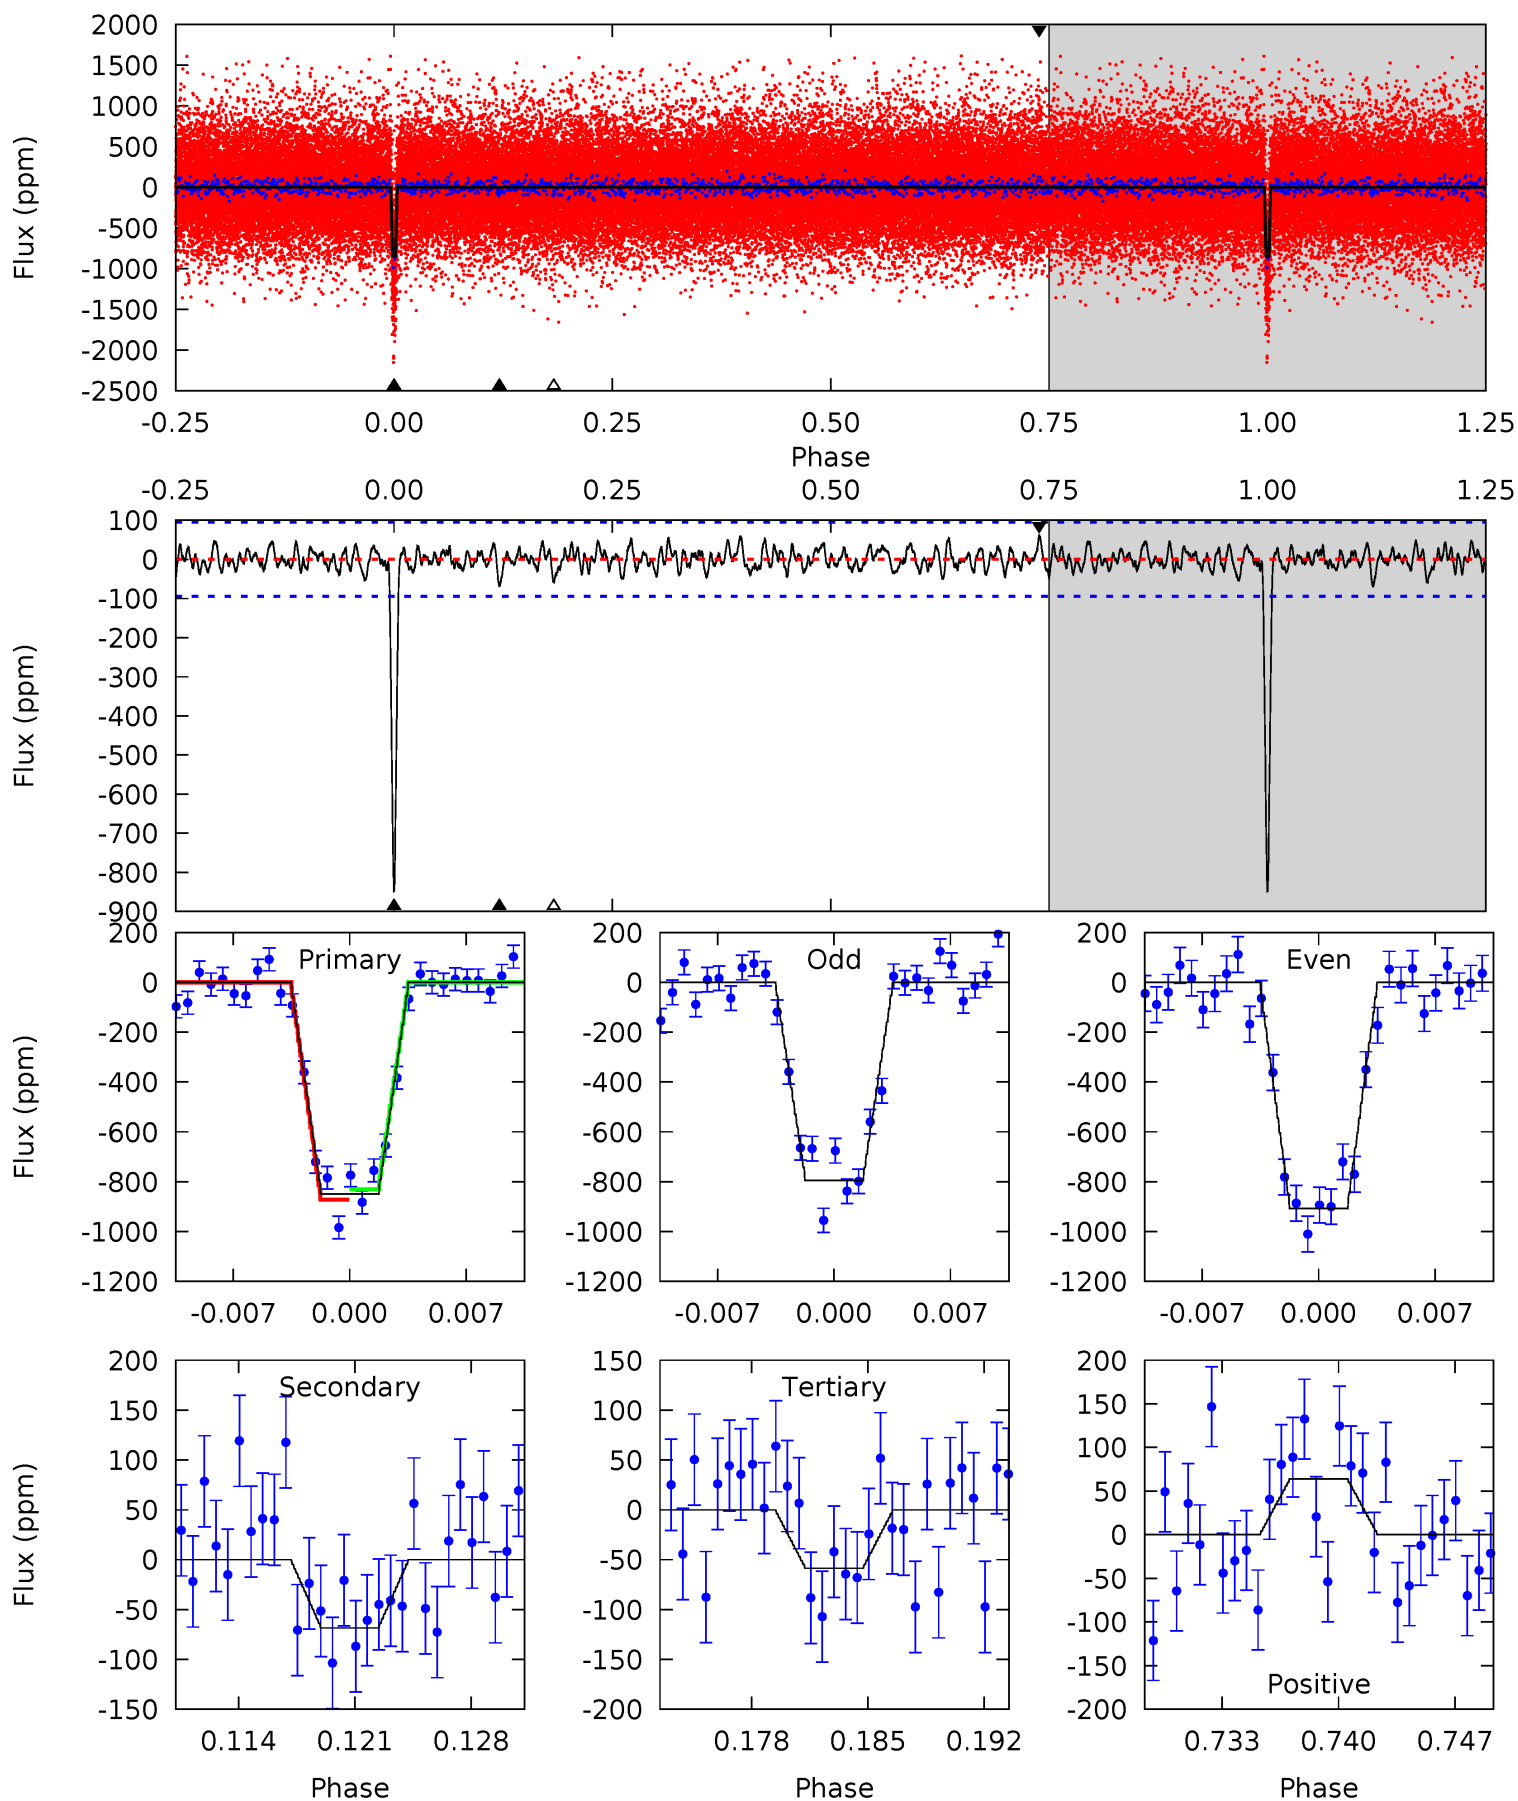 2000
1500
1000
500
0
-500
-1000
-1500
-2000
-2500
Flux (ppm)
-0.25 0.00 0.25 0.50 0.75 1.00 1.25
Phase
-0.25 0.00 0.25 0.50 0.75 1.00 1.25
100
0
-100
-200
-300
-400
-500
-600
-700
-800
-900
Flux (ppm)
Primary Odd Even
200 200 200
0 0 0
-200 -200 -200
-400 -400 -400
-600 -600 -600
-800 -800 -800
-1000 -1000 -1000
-1200 -1200 -1200
Flux (ppm)
-0.007 0.000 0.007 -0.007 0.000 0.007 -0.007 0.000 0.007
Secondary Tertiary
200 150 200
150 100 150
100 50 100
50 0 50
0 -50 0
-50 -100 -50
-100 -150 -100
-150 -200 -150
-200
Positive
Flux (ppm)
0.114 0.121 0.128 0.178 0.185 0.192 0.733 0.740 0.747
Phase Phase Phase